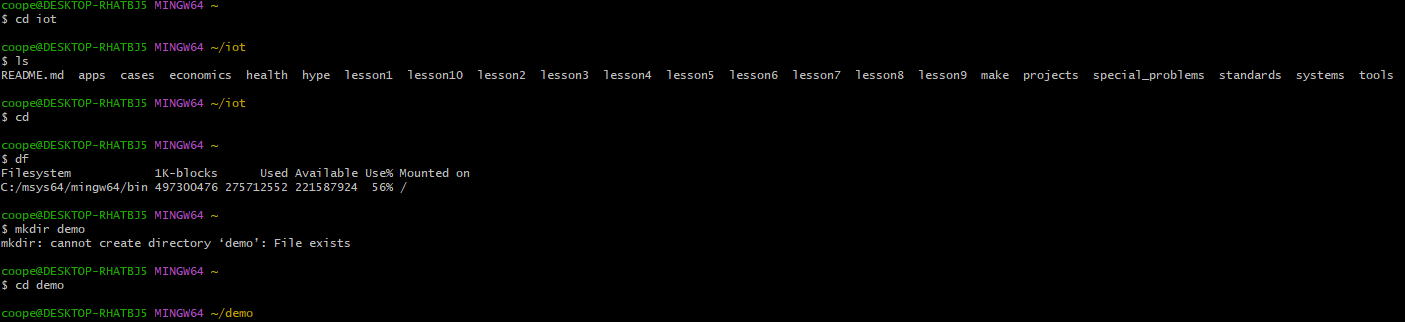 coope@DESKTOP-RHATBJ5 MINGW64 ~
$ cd iot
coope@DESKTOP-RHATBJ5 MINGW64 ~/iot
$ ls
README.md  apps  cases  economics  health  hype  lesson1  lesson10  lesson2  lesson3  lesson4  lesson5  lesson6  lesson7  lesson8  lesson9  make  projects  special_problems  standards  systems  tools
coope@DESKTOP-RHATBJ5 MINGW64 ~/iot
$ cd
coope@DESKTOP-RHATBJ5 MINGW64 ~
$ df
Filesystem            1K-blocks      Used Available Use% Mounted on
C:/msys64/mingw64/bin 497300476 275712552 221587924  56% /
coope@DESKTOP-RHATBJ5 MINGW64 ~
$ mkdir demo
mkdir: cannot create directory ‘demo’: File exists
coope@DESKTOP-RHATBJ5 MINGW64 ~
$ cd demo
coope@DESKTOP-RHATBJ5 MINGW64 ~/demo